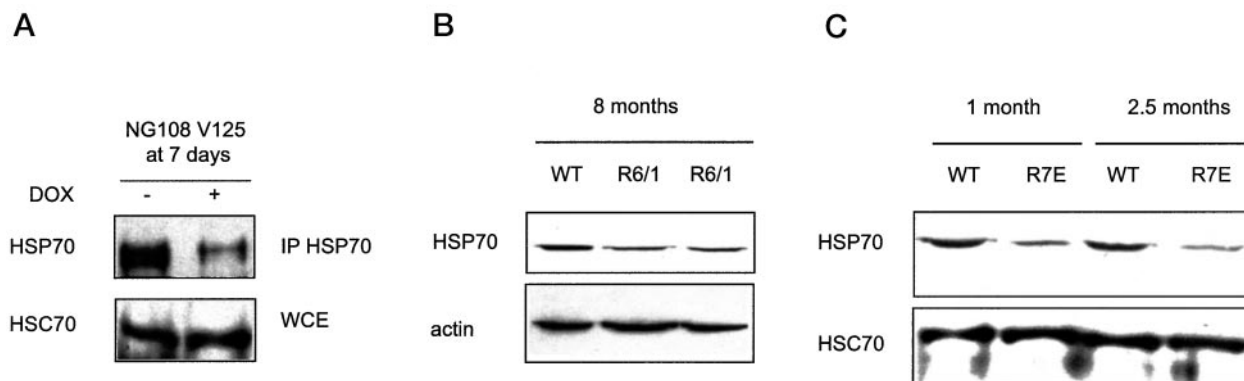 A
NG108 V125
at 7 days
DOX - +
HSP70 IP HSP70
HSC70 WCE
B
8 months
WT R6/1 R6/1
HSP70
actin
C
1 month 2.5 months
WT R7E WT R7E
HSP70
HSC70